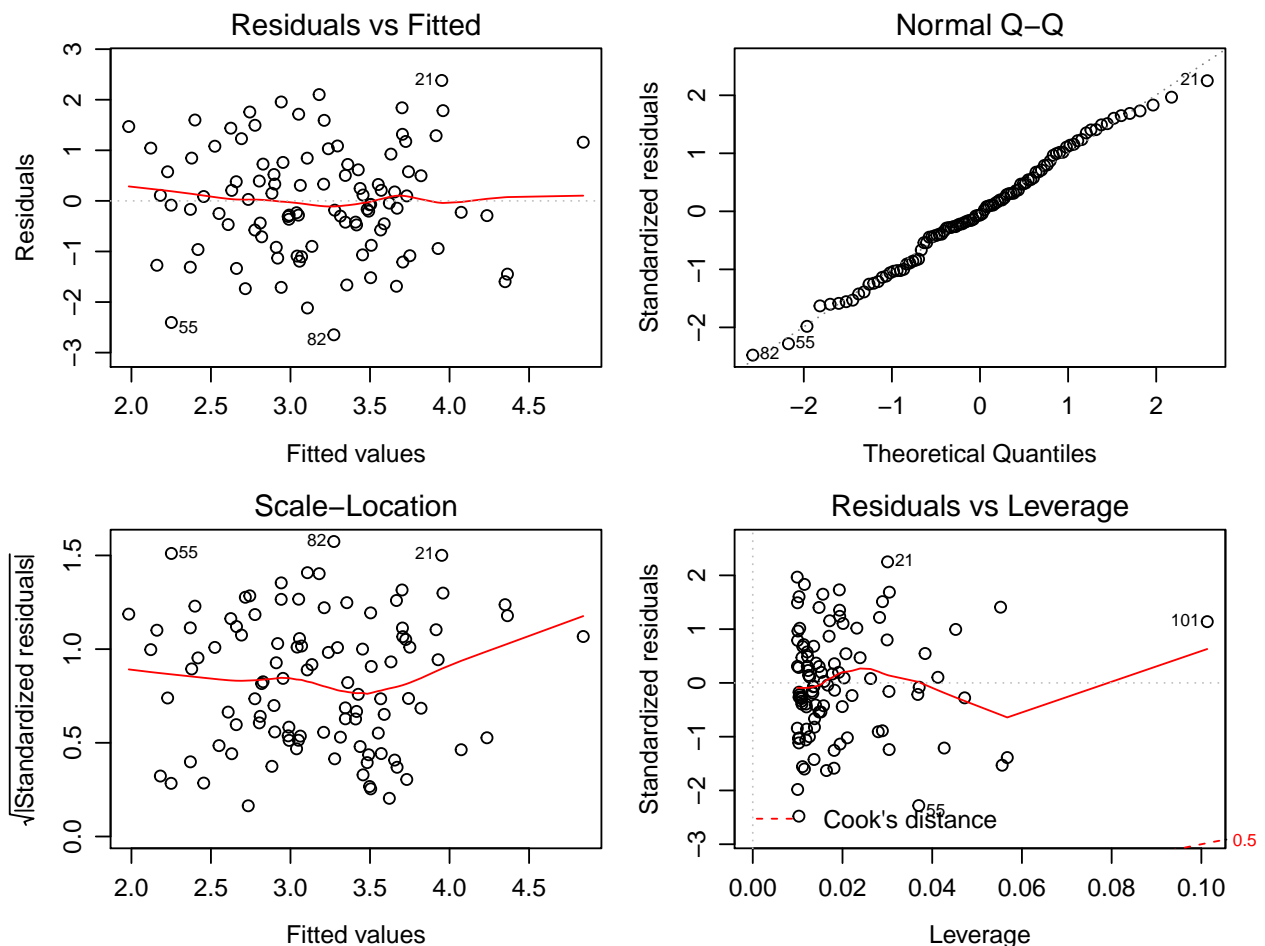 Residuals vs Fitted
Residuals
3
2
1
0
−1
−2
−3
21
55
82
2.0 2.5 3.0 3.5 4.0 4.5
Fitted values
Normal Q−Q
Standardized residuals
2
1
0
−1
−2
21
82
55
−2 −1 0 1 2
Theoretical Quantiles
Scale−Location
√|Standardized residuals|
1.5
1.0
0.5
0.0
55
82
21
2.0 2.5 3.0 3.5 4.0 4.5
Fitted values
Residuals vs Leverage
Standardized residuals
2
1
0
−1
−2
−3
21
101
55
Cook's distance
0.5
0.00 0.02 0.04 0.06 0.08 0.10
Leverage